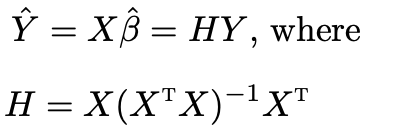 Ŷ = Xβ̂ = HY, where
H = X(XᵀX)⁻¹Xᵀ